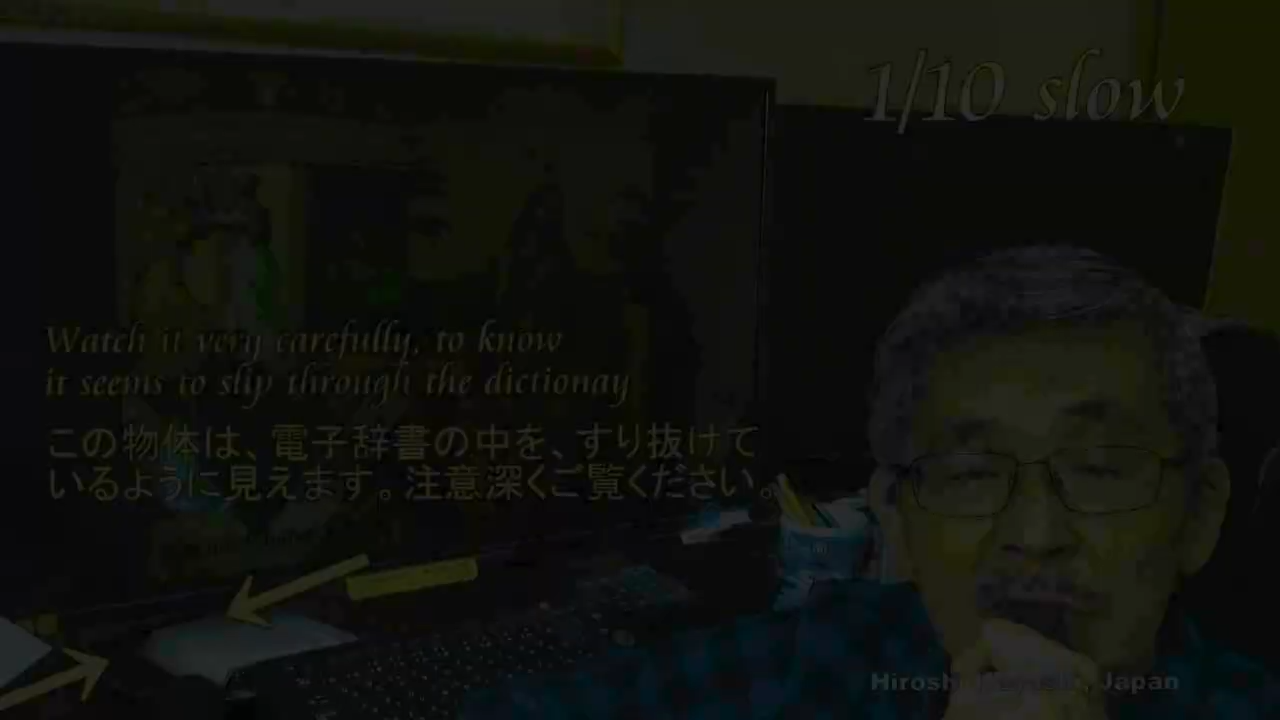 1/10 slow
Watch it very carefully, to know
it seems to slip through the dictionay
この物体は、電子辞書の中を、すり抜けて
いるように見えます。注意深くご覧ください。
Japan